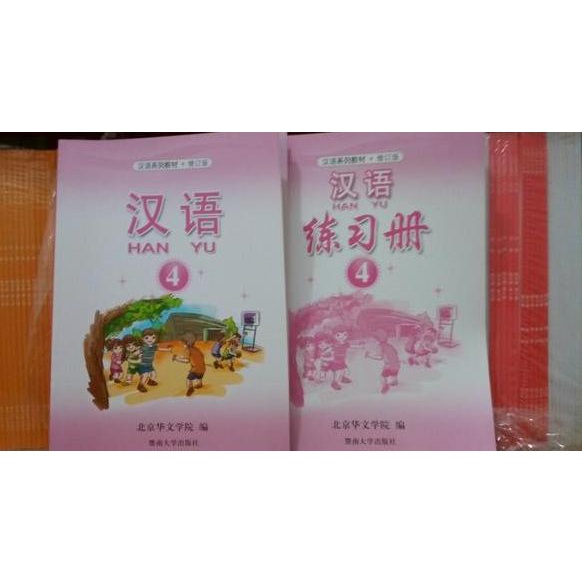 汉语系列教材·修订版
汉语
HAN YU
4
北京华文学院 编
暨南大学出版社
汉语系列教材·修订版
汉语
HAN YU
练习册
4
北京华文学院 编
暨南大学出版社